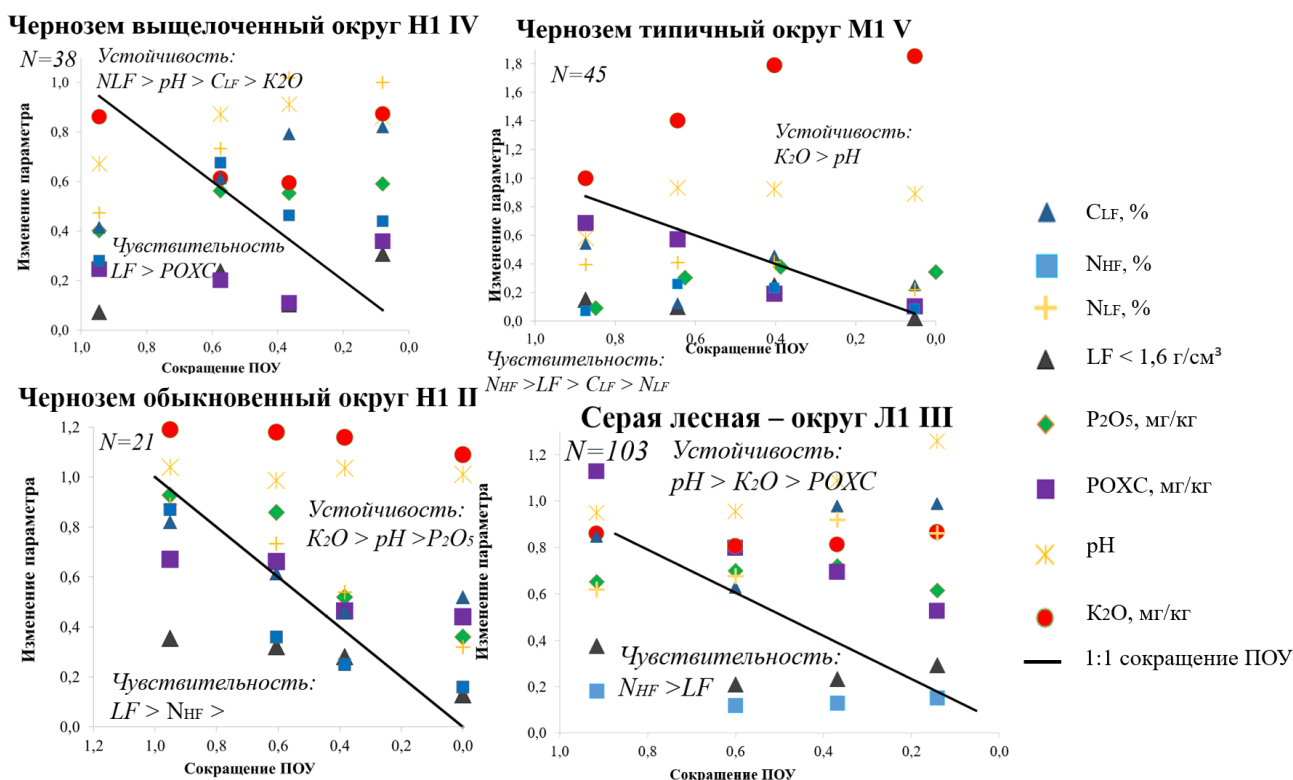 Чернозем выщелоченный округ Н1 IV
N=38
Устойчивость:
NLF > pH > CLF > K2O
Изменение параметра
1,0
0,8
0,6
0,4
0,2
0,0
Чувствительность
LF > POXC
1,0 0,8 0,6 0,4 0,2 0,0
Сокращение ПОУ
Чернозем типичный округ М1 V
N=45
Изменение параметра
1,8
1,6
1,4
1,2
1,0
0,8
0,6
0,4
0,2
0,0
Устойчивость:
K2O > pH
1,0 0,8 0,6 0,4 0,2 0,0
Сокращение ПОУ
Чувствительность:
NHF >LF > CLF > NLF
Чернозем обыкновенный округ Н1 II
N=21
Изменение параметра
1,2
1,0
0,8
0,6
0,4
0,2
0,0
Устойчивость:
K2O > pH >P2O5
Чувствительность:
LF > NHF >
1,2 1,0 0,8 0,6 0,4 0,2 0,0
Сокращение ПОУ
Серая лесная – округ Л1 III
N=103
Устойчивость:
pH > K2O > POXC
Изменение параметра
1,2
1,0
0,8
0,6
0,4
0,2
0,0
Чувствительность:
NHF >LF
1,0 0,8 0,6 0,4 0,2 0,0
Сокращение ПОУ
CLF, %
NHF, %
NLF, %
LF < 1,6 г/см³
P2O5, мг/кг
POXC, мг/кг
pH
K2O, мг/кг
1:1 сокращение ПОУ